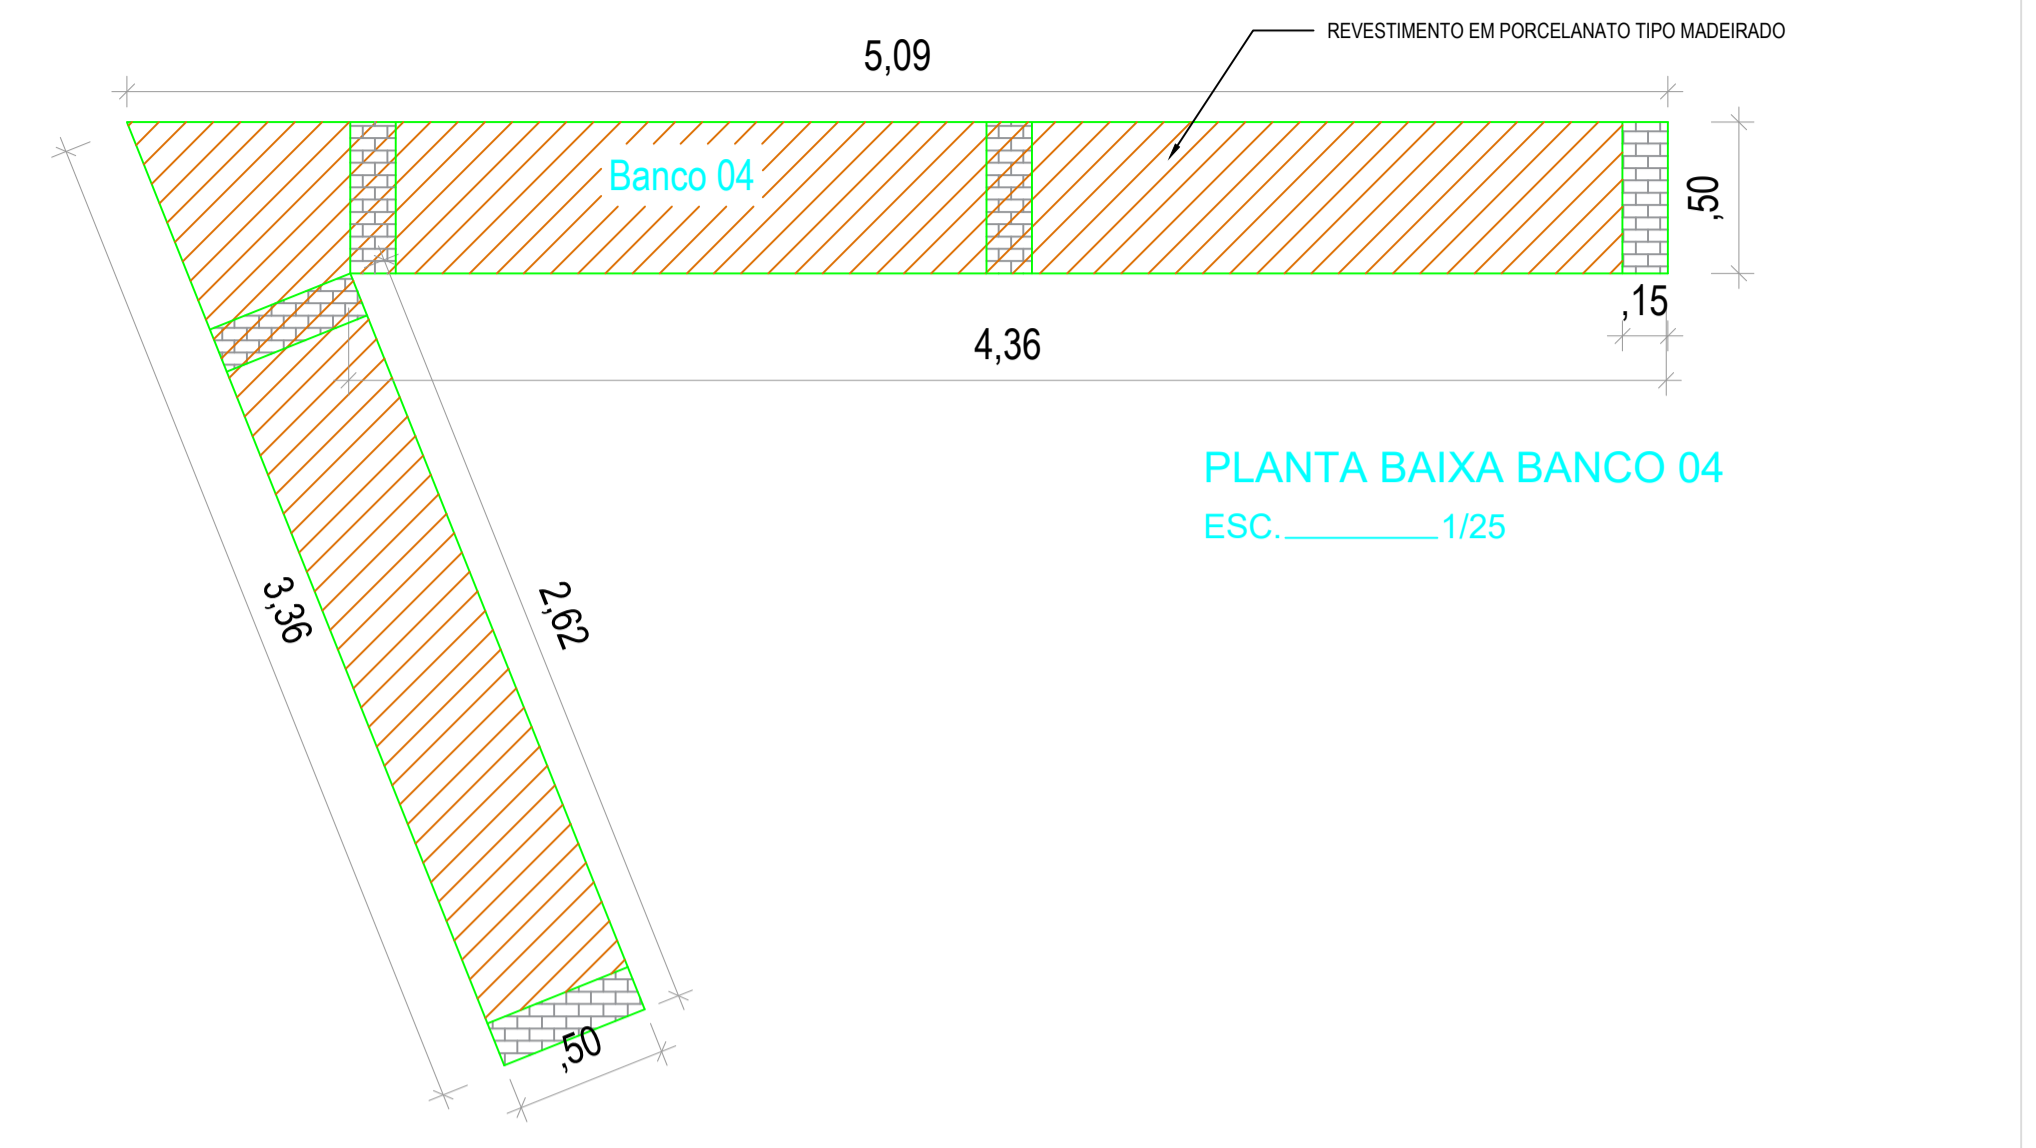 REVESTIMENTO EM PORCELANATO TIPO MADEIRADO
5,09
Banco 04
,50
,15
4,36
PLANTA BAIXA BANCO 04
ESC.__________1/25
3,36
2,62
,50